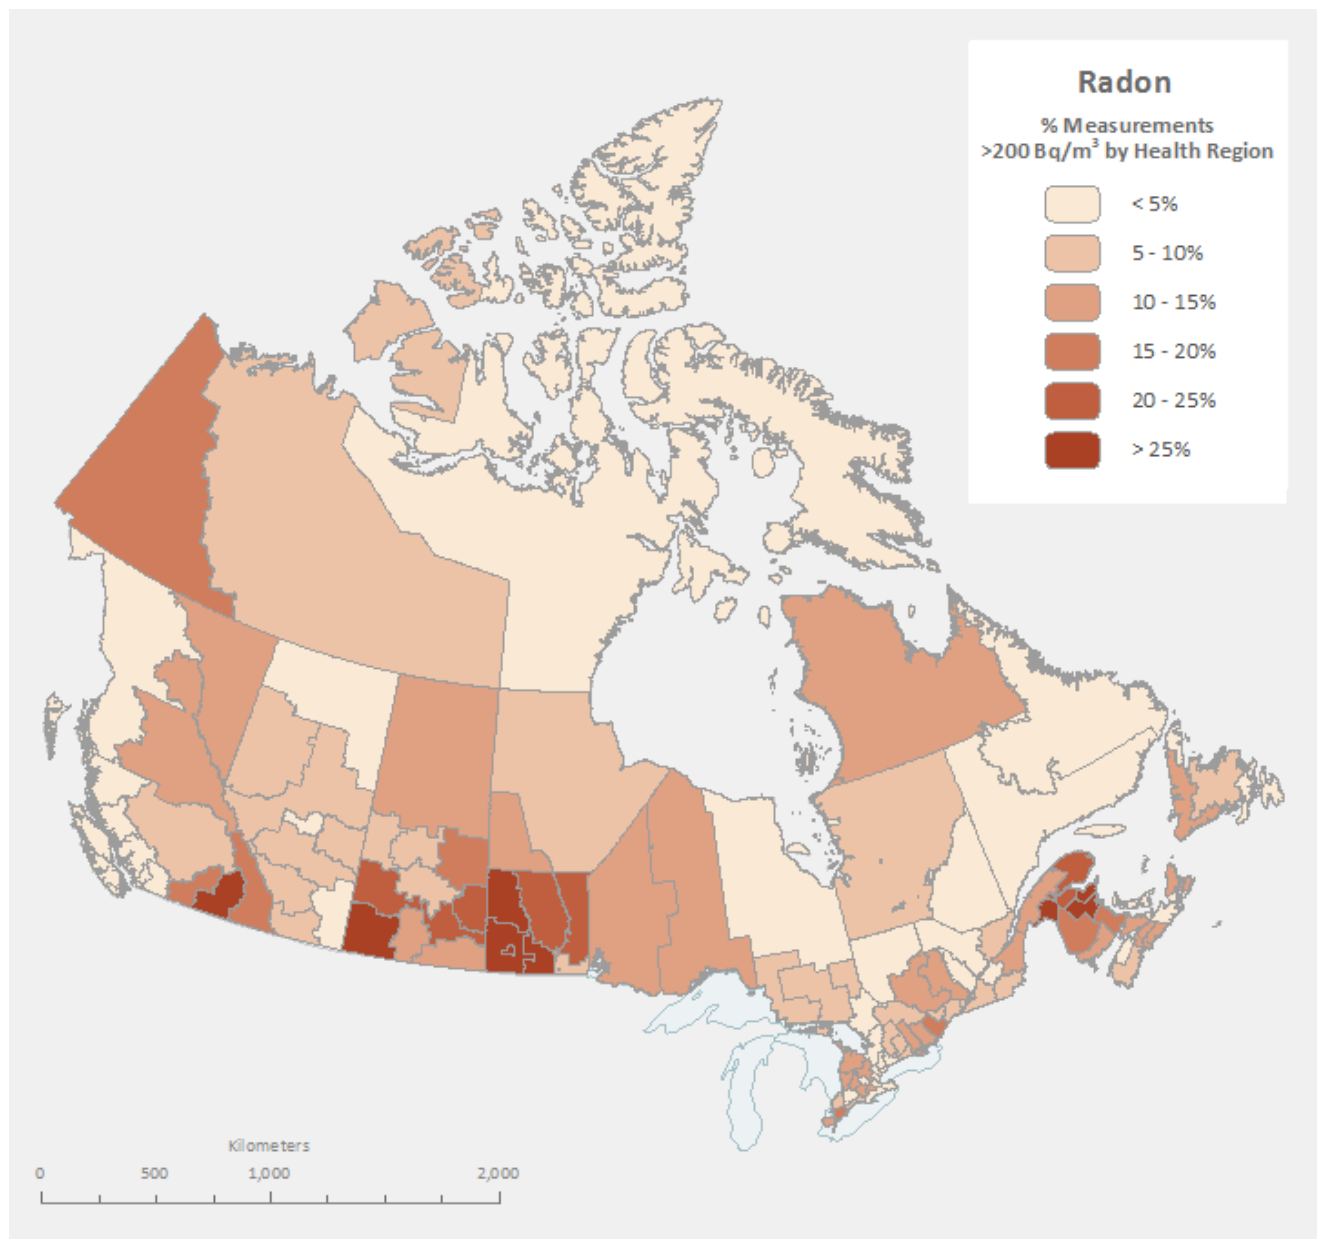 Radon
% Measurements
>200 Bq/m³ by Health Region
< 5%
5 - 10%
10 - 15%
15 - 20%
20 - 25%
> 25%
Kilometers
0 500 1,000 2,000